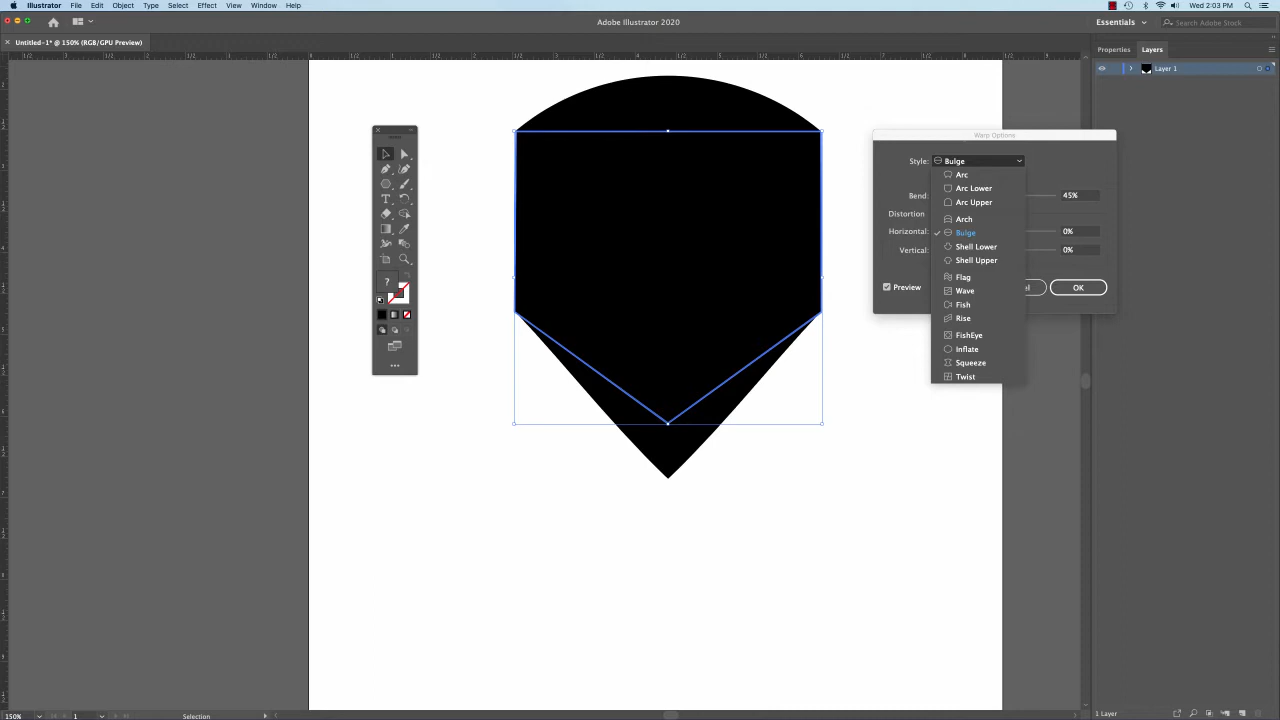 Illustrator File Edit Object Type Select Effect View Window Help Wed 2:03 PM
Adobe Illustrator 2020 Essentials Search Adobe Stock
Untitled-1* @ 150% (RGB/GPU Preview)
Properties Layers
Layer 1
Warp Options
Style: Bulge
Arc
Arc Lower
Arc Upper
Arch
Bulge
Shell Lower
Shell Upper
Flag
Wave
Fish
Rise
FishEye
Inflate
Squeeze
Twist
Bend: 45%
Distortion
Horizontal: 0%
Vertical: 0%
Preview el OK
?
150% 1 Selection 1 Layer